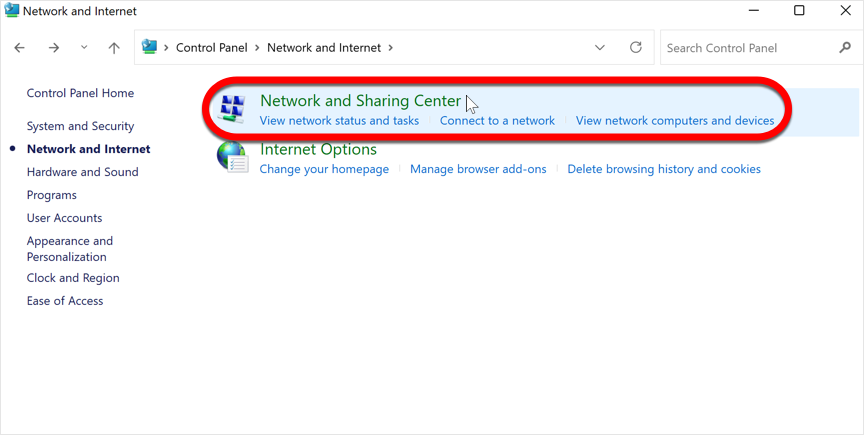 Network and Internet
Control Panel > Network and Internet >
Search Control Panel
Control Panel Home
System and Security
Network and Internet
Hardware and Sound
Programs
User Accounts
Appearance and
Personalization
Clock and Region
Ease of Access
Network and Sharing Center
View network status and tasks
Connect to a network
View network computers and devices
Internet Options
Change your homepage
Manage browser add-ons
Delete browsing history and cookies